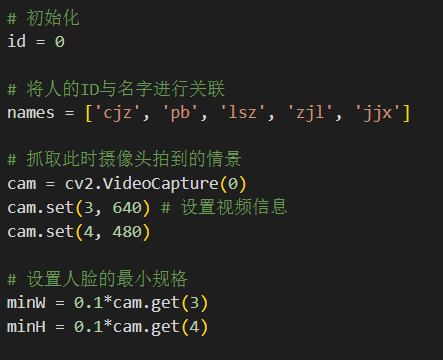 # 初始化
id = 0
# 将人的ID与名字进行关联
names = ['cjz', 'pb', 'lsz', 'zjl', 'jjx']
# 抓取此时摄像头拍到的情景
cam = cv2.VideoCapture(0)
cam.set(3, 640) # 设置视频信息
cam.set(4, 480)
# 设置人脸的最小规格
minW = 0.1*cam.get(3)
minH = 0.1*cam.get(4)